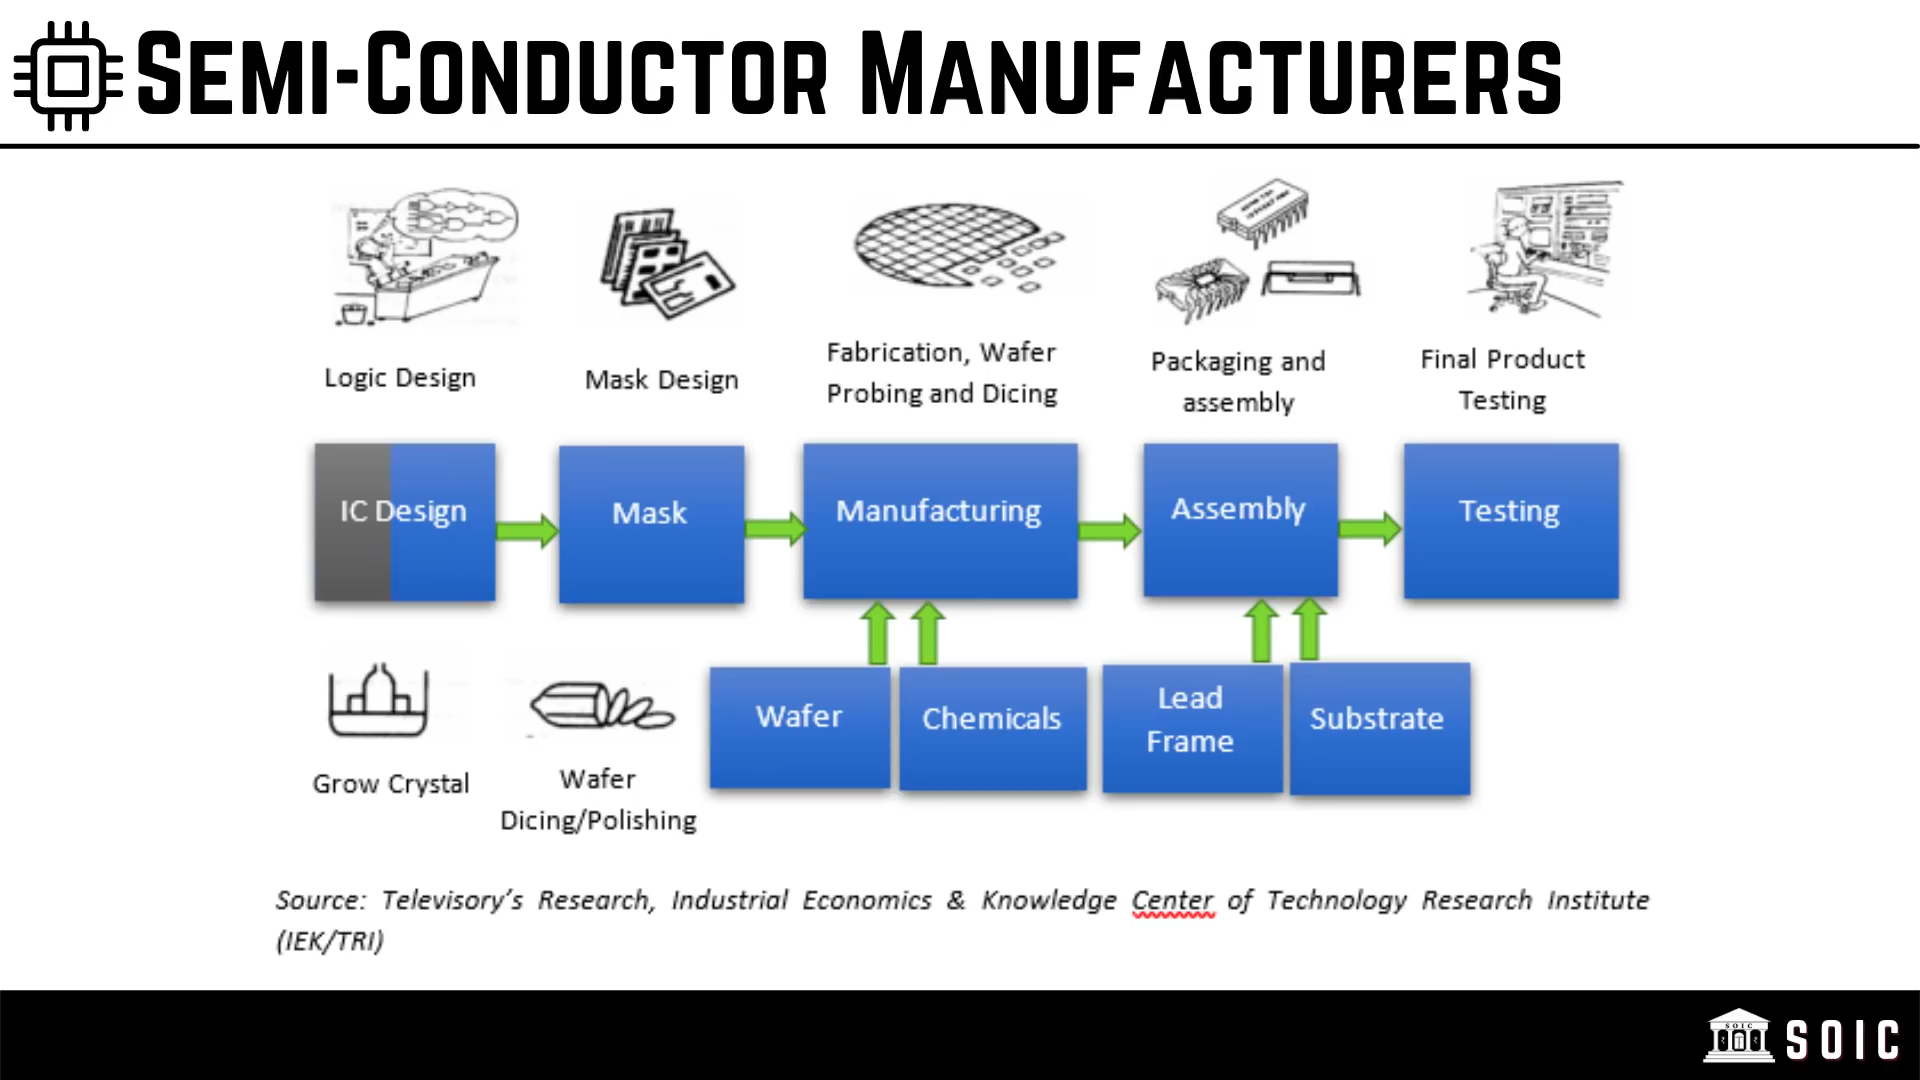 SEMI-CONDUCTOR MANUFACTURERS
Logic Design
Mask Design
Fabrication, Wafer
Probing and Dicing
Packaging and
assembly
Final Product
Testing
IC Design
Mask
Manufacturing
Assembly
Testing
Grow Crystal
Wafer
Dicing/Polishing
Wafer
Chemicals
Lead
Frame
Substrate
Source: Televisory's Research, Industrial Economics & Knowledge Center of Technology Research Institute
(IEK/TRI)
SOIC
SOIC